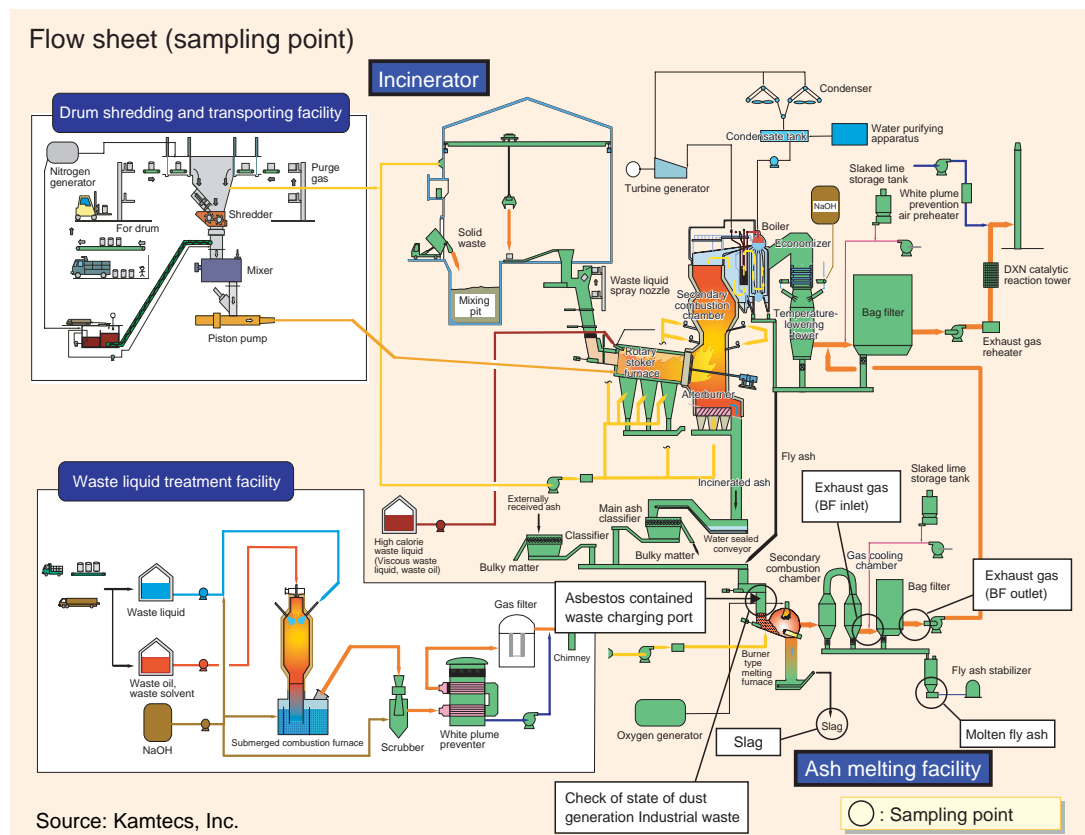 Flow sheet (sampling point)
Incinerator
Drum shredding and transporting facility
Nitrogen
generator
Purge
gas
Shredder
For drum
Mixer
Piston pump
Solid
waste
Mixing
pit
Waste liquid
spray nozzle
Rotary
stoker
furnace
Secondary
combustion
chamber
Afterburner
Turbine generator
Condenser
Condensate tank
Water purifying
apparatus
Boiler
Economizer
NaOH
Temperature-
lowering
tower
Slaked lime
storage tank
White plume
prevention
air preheater
Bag filter
DXN catalytic
reaction tower
Exhaust gas
reheater
Fly ash
Incinerated ash
Waste liquid treatment facility
High calorie
waste liquid
(Viscous waste
liquid, waste oil)
Externally
received ash
Classifier
Bulky matter
Main ash
classifier
Bulky matter
Water sealed
conveyor
Waste liquid
Waste oil,
waste solvent
NaOH
Submerged combustion furnace
Scrubber
White plume
preventer
Gas filter
Chimney
Asbestos contained
waste charging port
Secondary
combustion
chamber
Exhaust gas
(BF inlet)
Gas cooling
chamber
Slaked lime
storage tank
Bag filter
Exhaust gas
(BF outlet)
Burner
type
melting
furnace
Oxygen generator
Slag
Slag
Fly ash stabilizer
Molten fly ash
Ash melting facility
Check of state of dust
generation Industrial waste
: Sampling point
Source: Kamtecs, Inc.